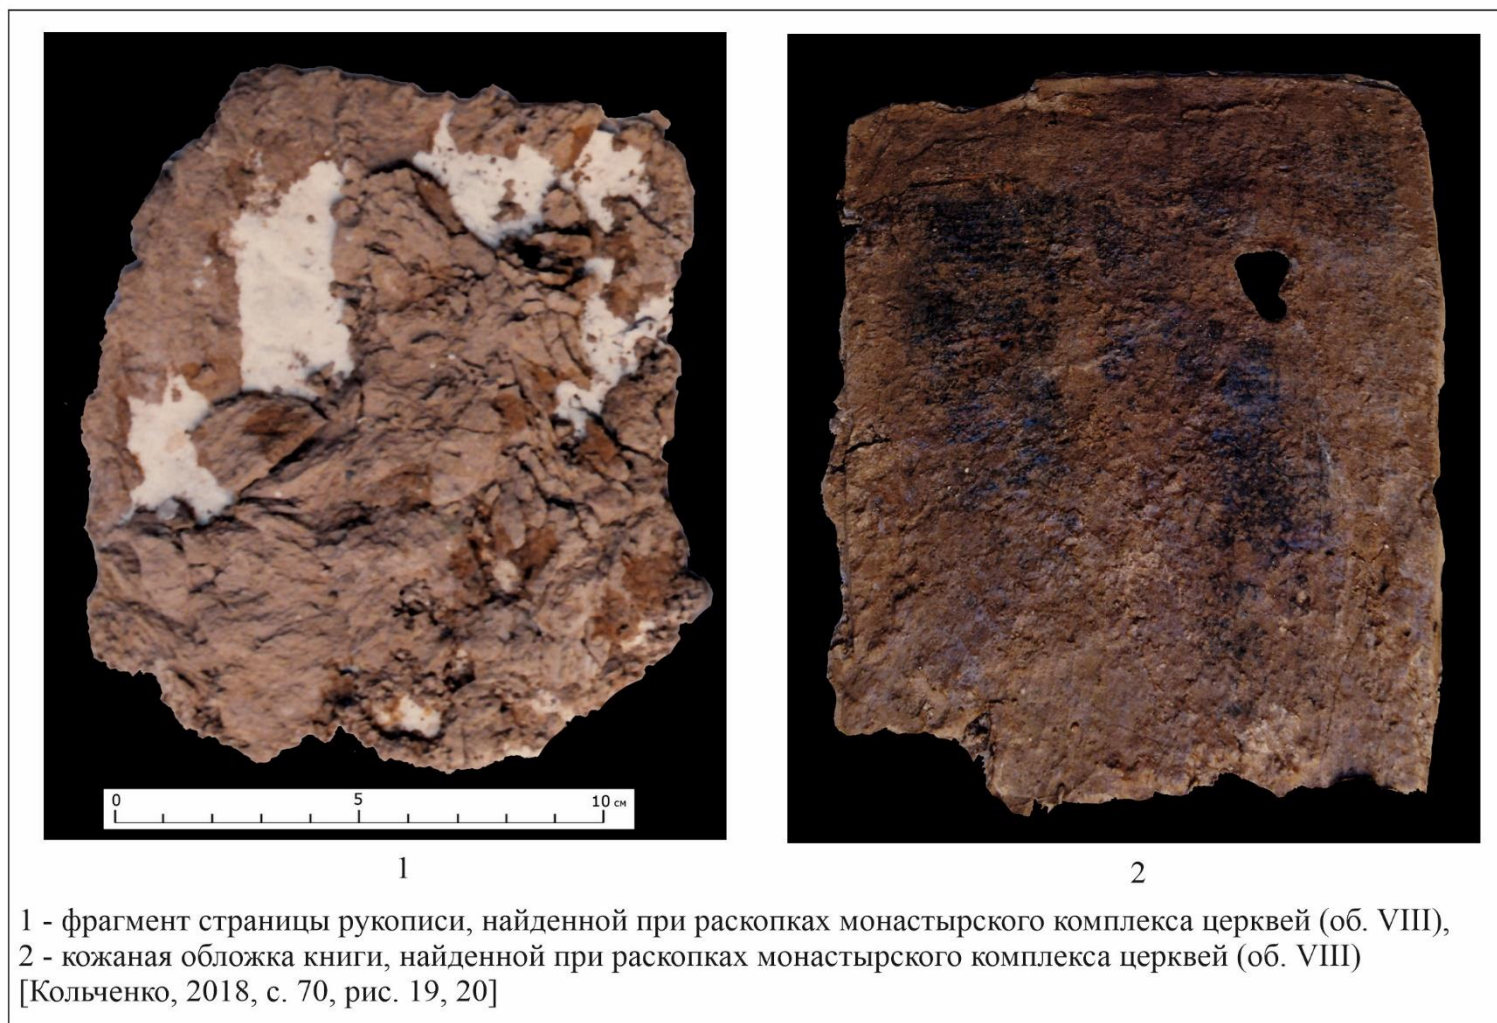 0 5 10 см
1
2
1 - фрагмент страницы рукописи, найденной при раскопках монастырского комплекса церквей (об. VIII),
2 - кожаная обложка книги, найденной при раскопках монастырского комплекса церквей (об. VIII)
[Кольченко, 2018, с. 70, рис. 19, 20]